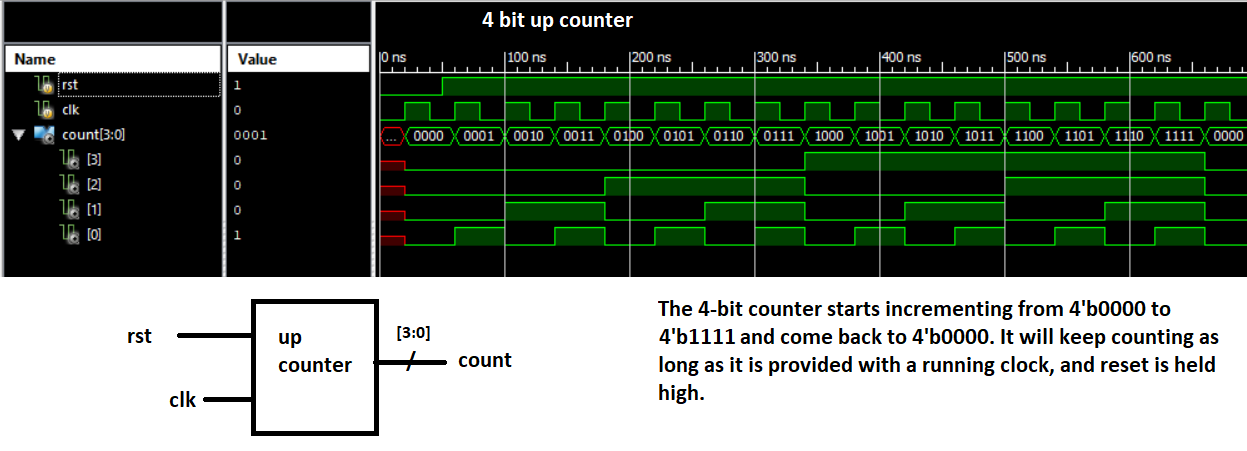 4 bit up counter
Name Value 0 ns 100 ns 200 ns 300 ns 400 ns 500 ns 600 ns
rst 1
clk 0
count[3:0] 0001 ... 0000 0001 0010 0011 0100 0101 0110 0111 1000 1001 1010 1011 1100 1101 1110 1111 0000
[3] 0
[2] 0
[1] 0
[0] 1
rst
clk
up
counter
[3:0]
count
The 4-bit counter starts incrementing from 4'b0000 to
4'b1111 and come back to 4'b0000. It will keep counting as
long as it is provided with a running clock, and reset is held
high.